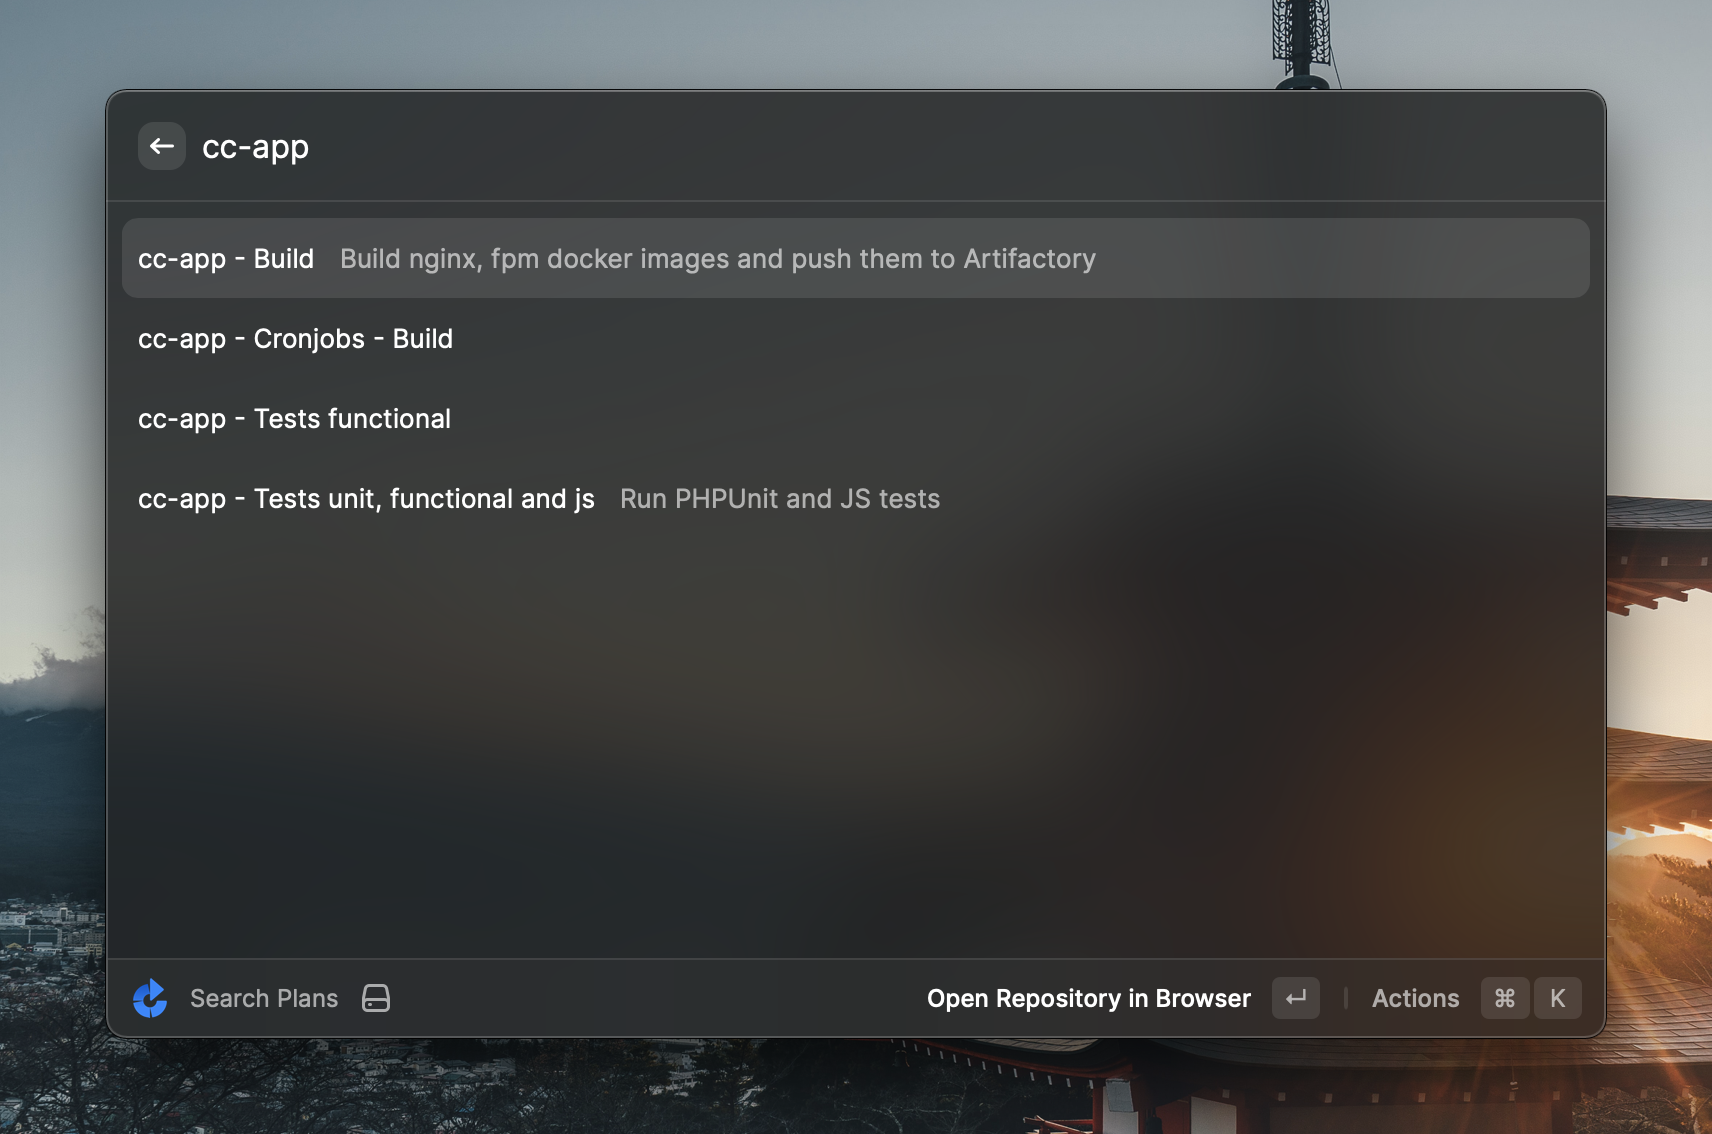 cc-app
cc-app - Build Build nginx, fpm docker images and push them to Artifactory
cc-app - Cronjobs - Build
cc-app - Tests functional
cc-app - Tests unit, functional and js Run PHPUnit and JS tests
Search Plans Open Repository in Browser ↵ Actions ⌘ K